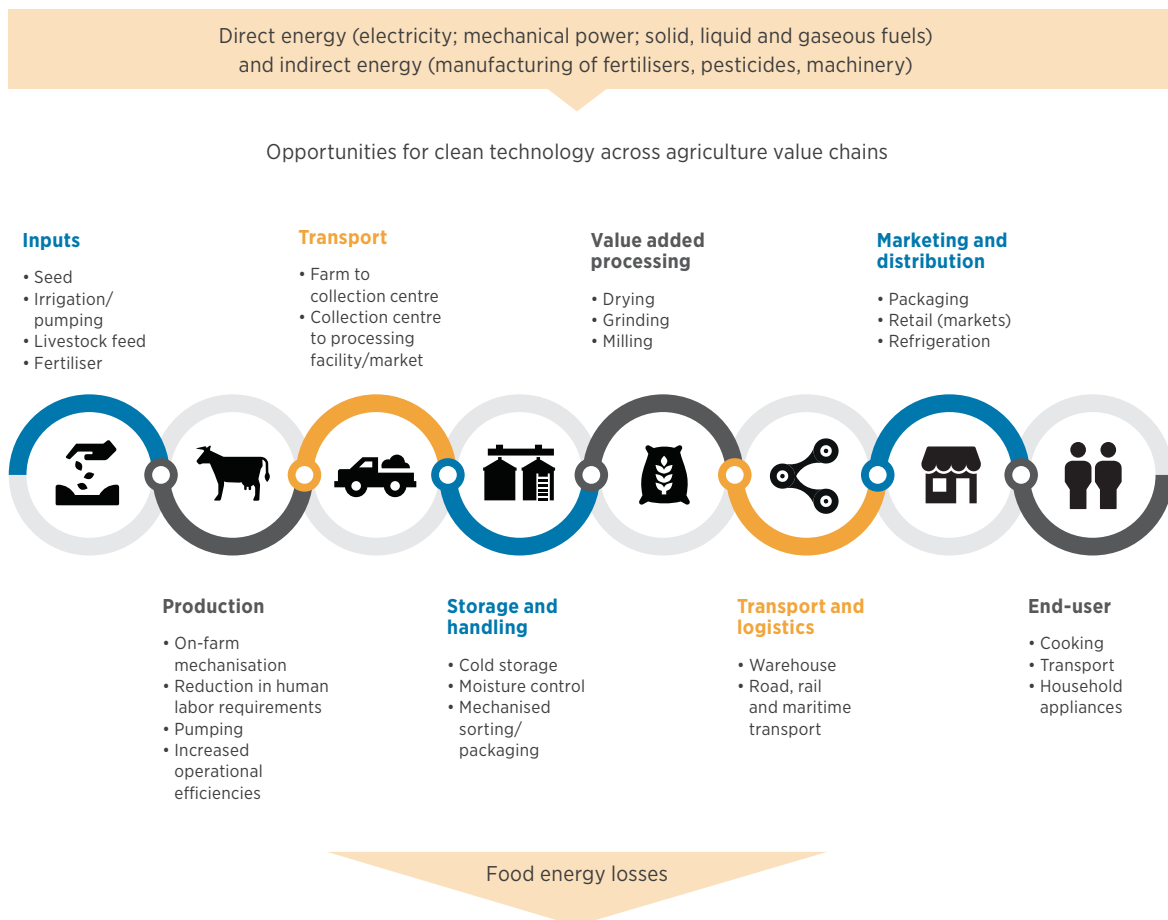 Direct energy (electricity; mechanical power; solid, liquid and gaseous fuels)
and indirect energy (manufacturing of fertilisers, pesticides, machinery)
Opportunities for clean technology across agriculture value chains
Inputs
• Seed
• Irrigation/
pumping
• Livestock feed
• Fertiliser
Transport
• Farm to
collection centre
• Collection centre
to processing
facility/market
Value added
processing
• Drying
• Grinding
• Milling
Marketing and
distribution
• Packaging
• Retail (markets)
• Refrigeration
Production
• On-farm
mechanisation
• Reduction in human
labor requirements
• Pumping
• Increased
operational
efficiencies
Storage and
handling
• Cold storage
• Moisture control
• Mechanised
sorting/
packaging
Transport and
logistics
• Warehouse
• Road, rail
and maritime
transport
End-user
• Cooking
• Transport
• Household
appliances
Food energy losses